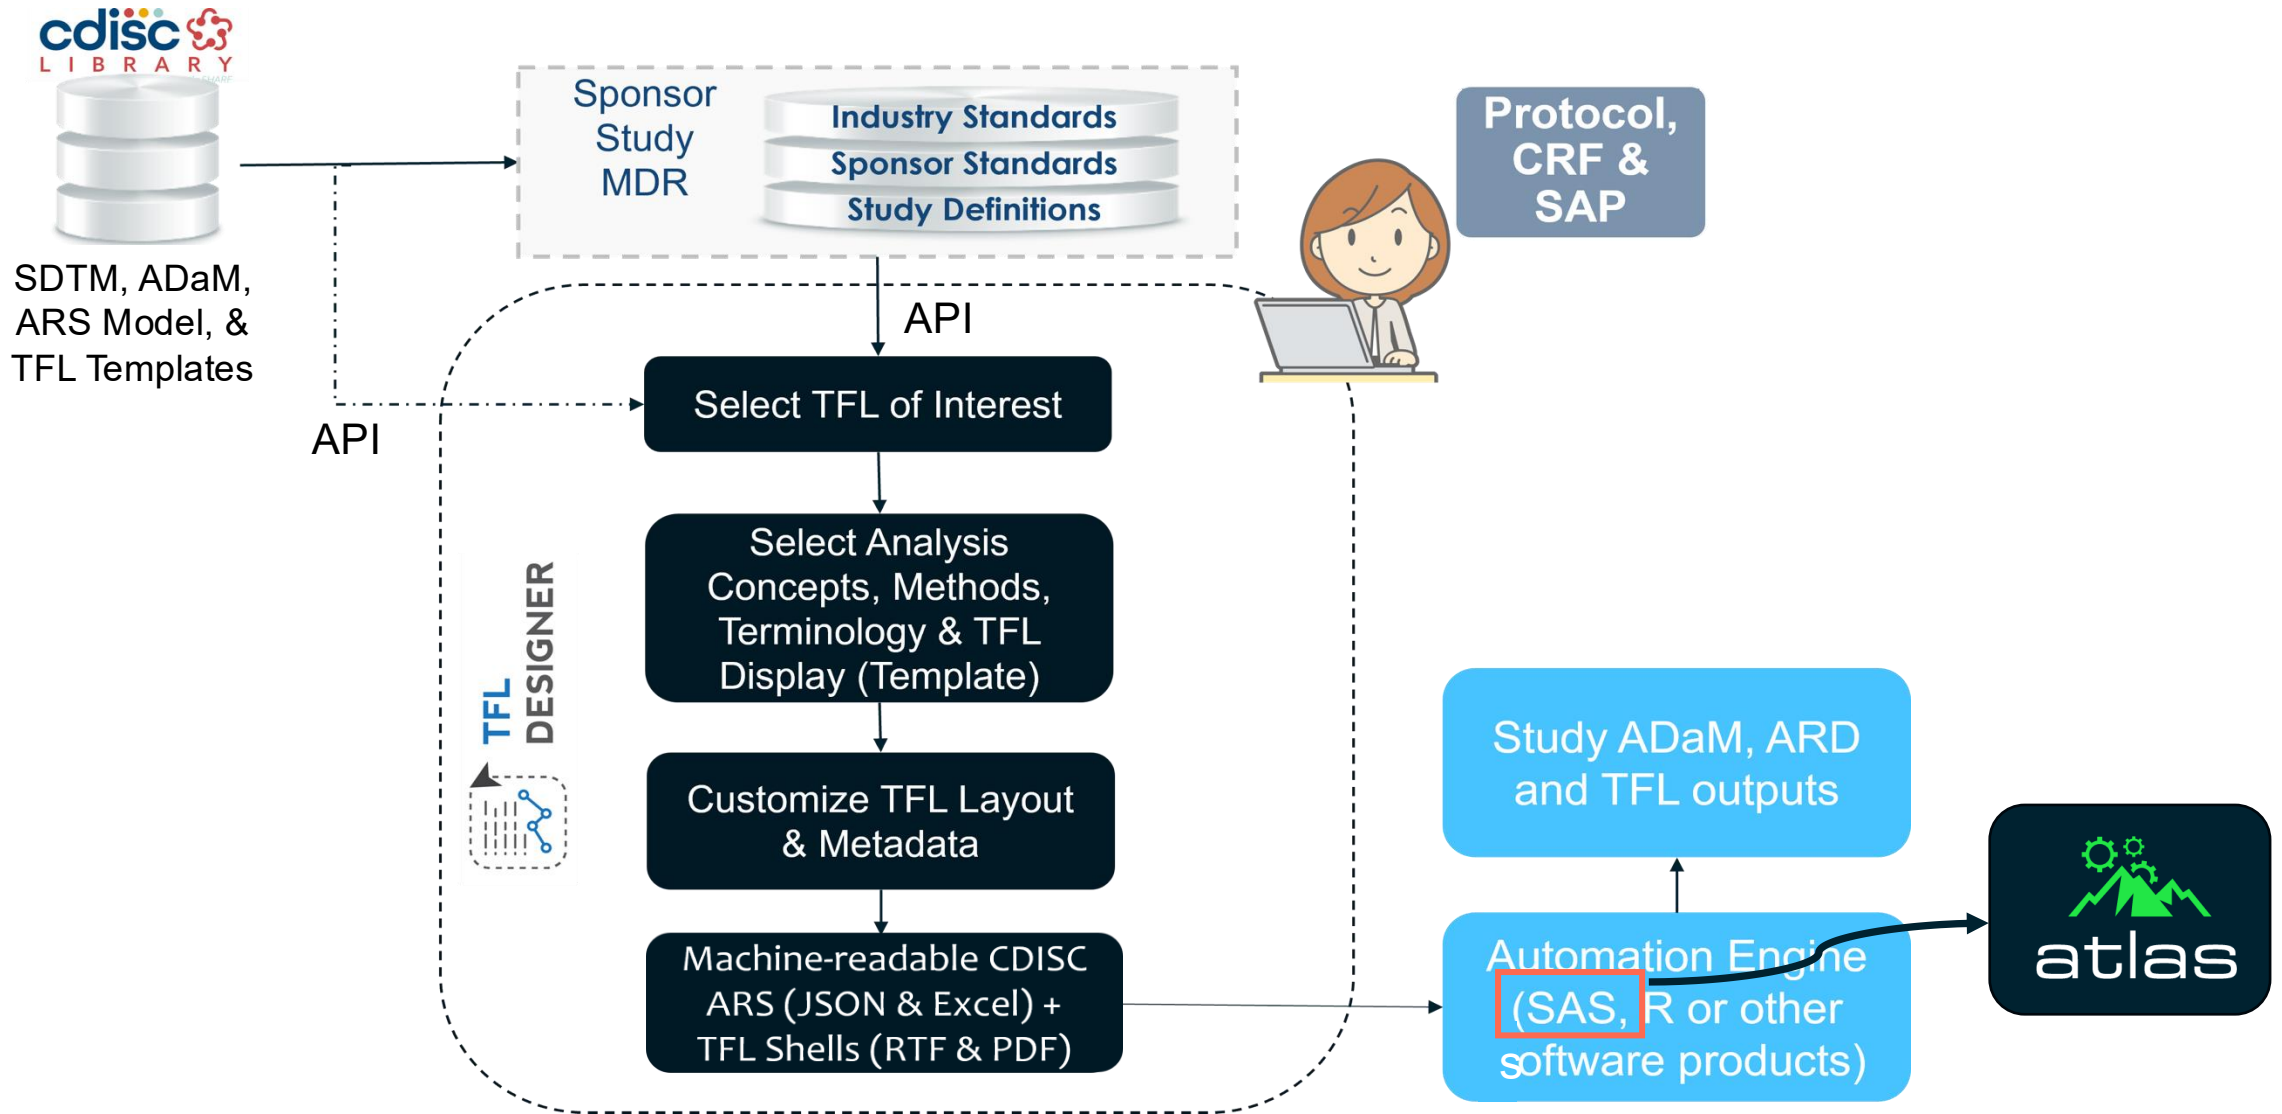 cdisc
LIBRARY
SDTM, ADaM,
ARS Model, &
TFL Templates
Sponsor
Study
MDR
Industry Standards
Sponsor Standards
Study Definitions
Protocol,
CRF &
SAP
API
API
Select TFL of Interest
Select Analysis
Concepts, Methods,
Terminology & TFL
Display (Template)
TFL
DESIGNER
Customize TFL Layout
& Metadata
Machine-readable CDISC
ARS (JSON & Excel) +
TFL Shells (RTF & PDF)
Study ADaM, ARD
and TFL outputs
Automation Engine
(SAS, R or other
software products)
atlas